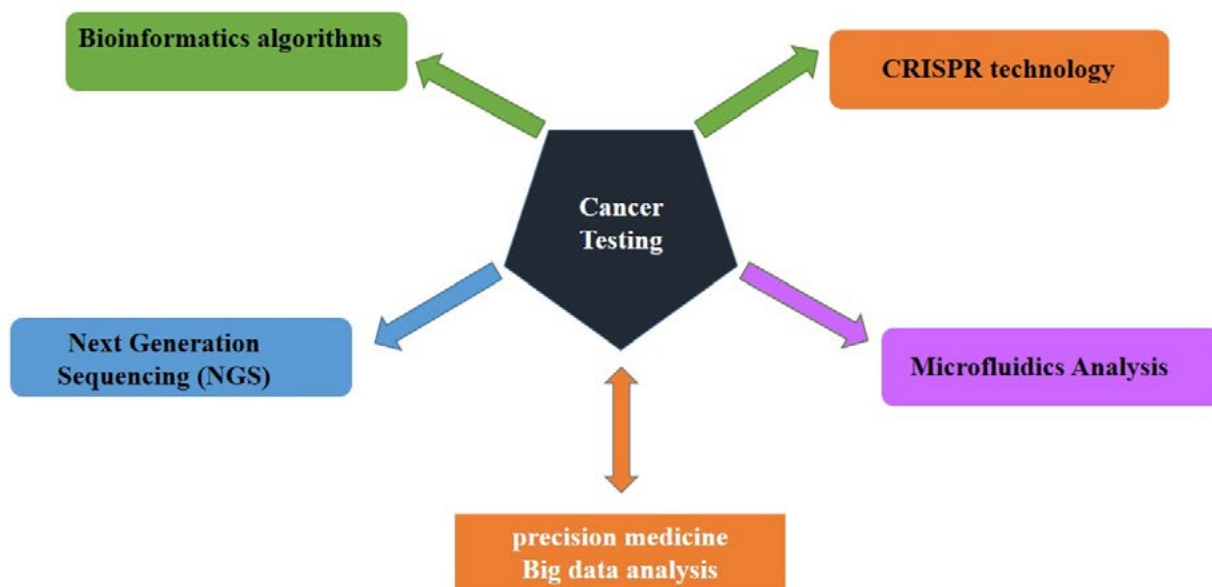 Bioinformatics algorithms
CRISPR technology
Cancer
Testing
Next Generation
Sequencing (NGS)
Microfluidics Analysis
precision medicine
Big data analysis